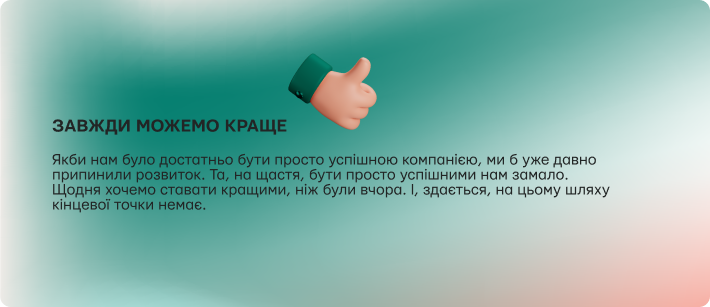 ЗАВЖДИ МОЖЕМО КРАЩЕ
Якби нам було достатньо бути просто успішною компанією, ми б уже давно
припинили розвиток. Та, на щастя, бути просто успішними нам замало.
Щодня хочемо ставати кращими, ніж були вчора. І, здається, на цьому шляху
кінцевої точки немає.